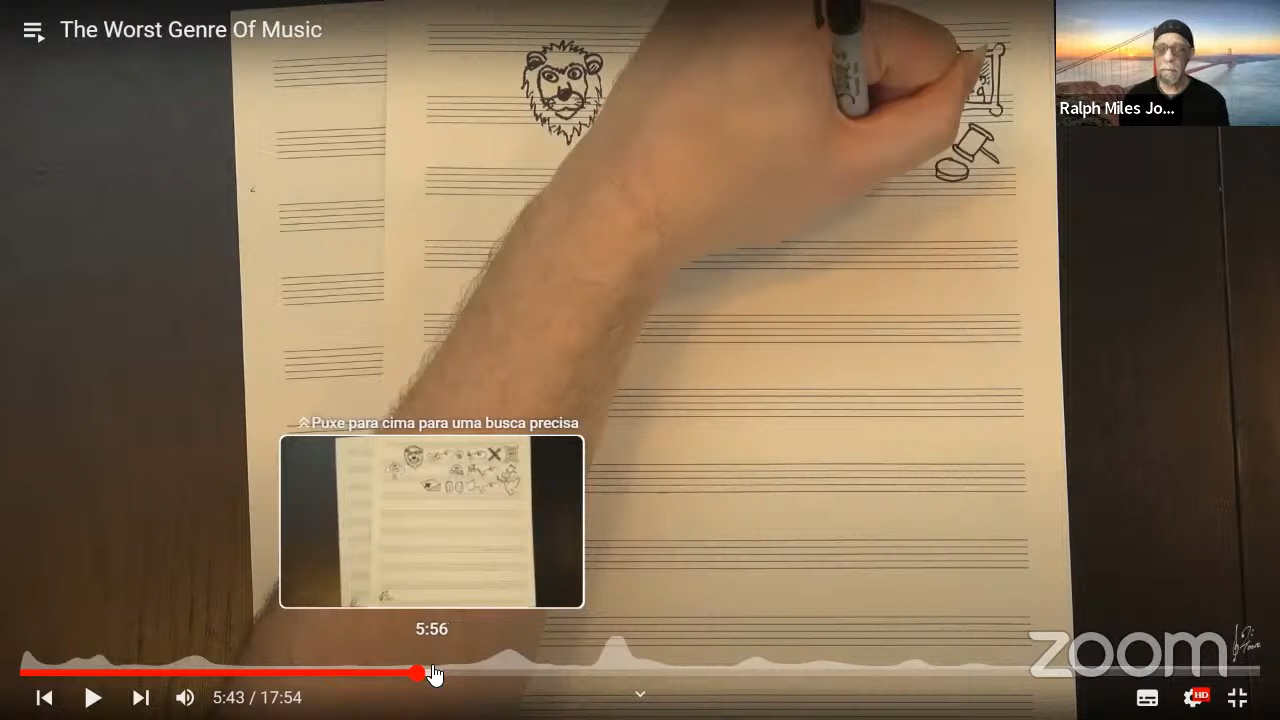 The Worst Genre Of Music
Ralph Miles Jo...
Puxe para cima para uma busca precisa
5:56
zoom
5:43 / 17:54
HD